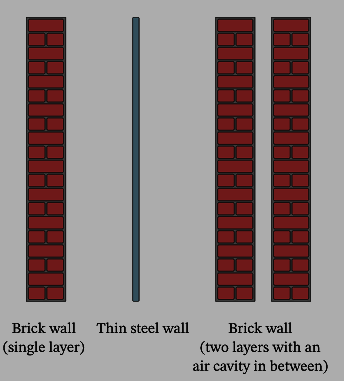 Brick wall
(single layer)
Thin steel wall
Brick wall
(two layers with an
air cavity in between)